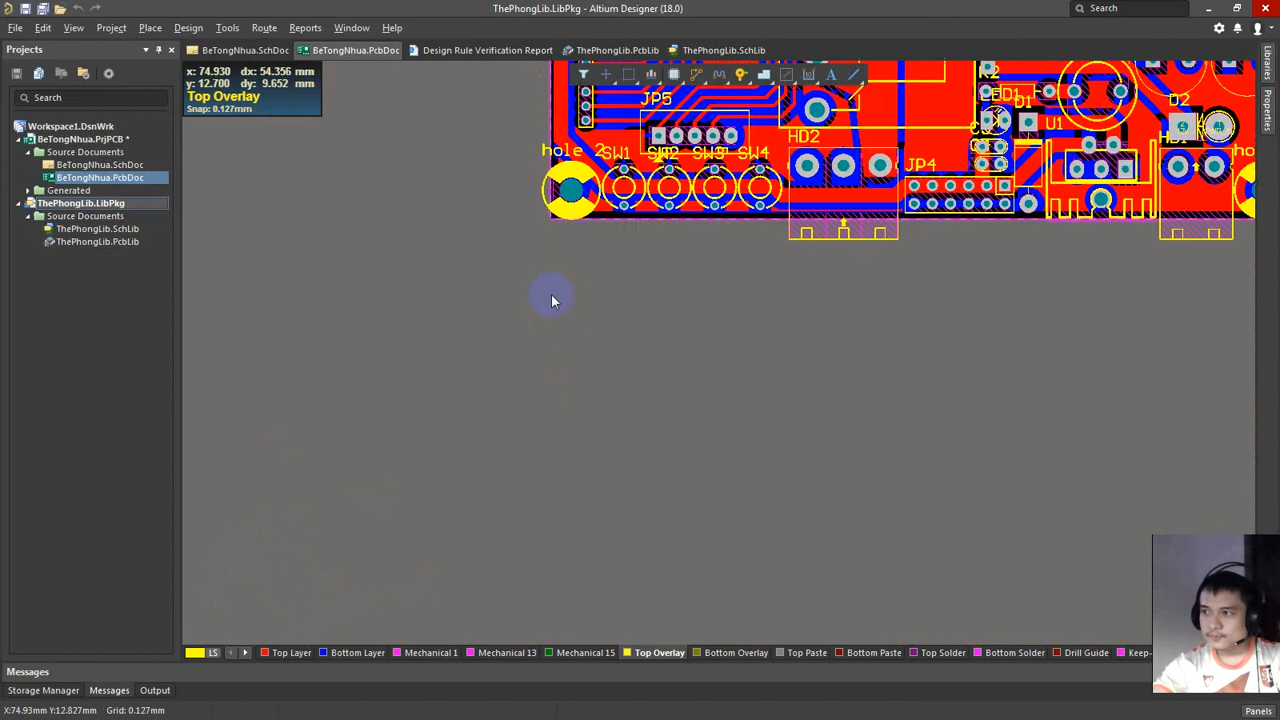 ThePhongLib.LibPkg - Altium Designer (18.0)
Search
File Edit View Project Place Design Tools Route Reports Window Help
Projects
BeTongNhua.SchDoc
BeTongNhua.PcbDoc
Design Rule Verification Report
ThePhongLib.PcbLib
ThePhongLib.SchLib
Search
Workspace1.DsnWrk
BeTongNhua.PrjPCB *
Source Documents
BeTongNhua.SchDoc
BeTongNhua.PcbDoc
Generated
ThePhongLib.LibPkg
Source Documents
ThePhongLib.SchLib
ThePhongLib.PcbLib
x: 74.930 dx: 54.356 mm
y: 12.700 dy: 9.652 mm
Top Overlay
Snap: 0.127mm
JP5
HD2
hole 2
SW1 SW2 SW3 SW4
JP4
K2
D1
U1
D2
Libraries
Properties
LS
Top Layer
Bottom Layer
Mechanical 1
Mechanical 13
Mechanical 15
Top Overlay
Bottom Overlay
Top Paste
Bottom Paste
Top Solder
Bottom Solder
Drill Guide
Keep-
Messages
Storage Manager Messages Output
X:74.93mm Y:12.827mm Grid: 0.127mm
Panels